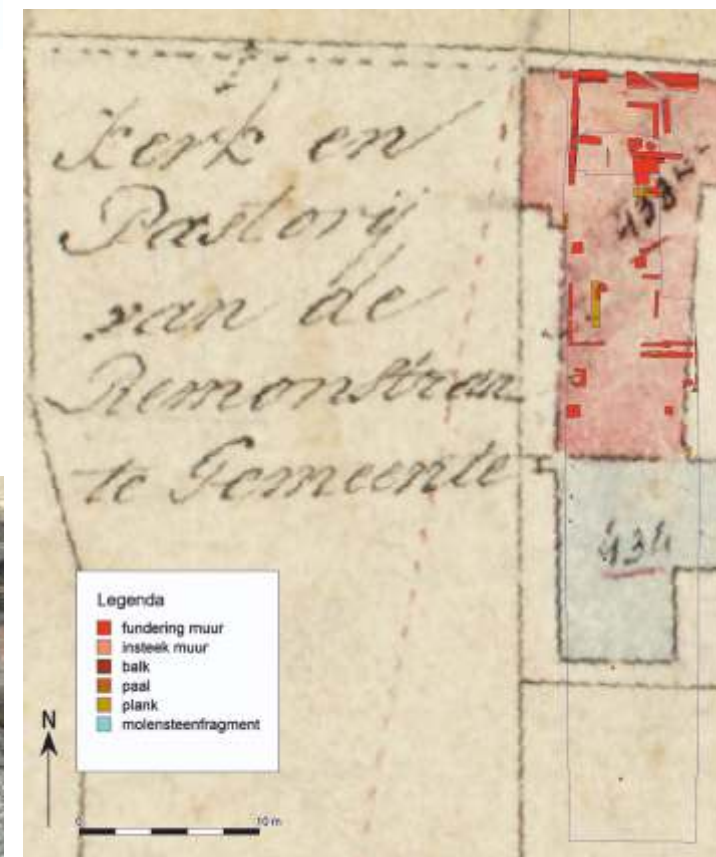 kerk en
Pastorij
van de
Remonstran
te Gemeente
434
Legenda
fundering muur
insteek muur
balk
paal
plank
molensteenfragment
N
0
10 m